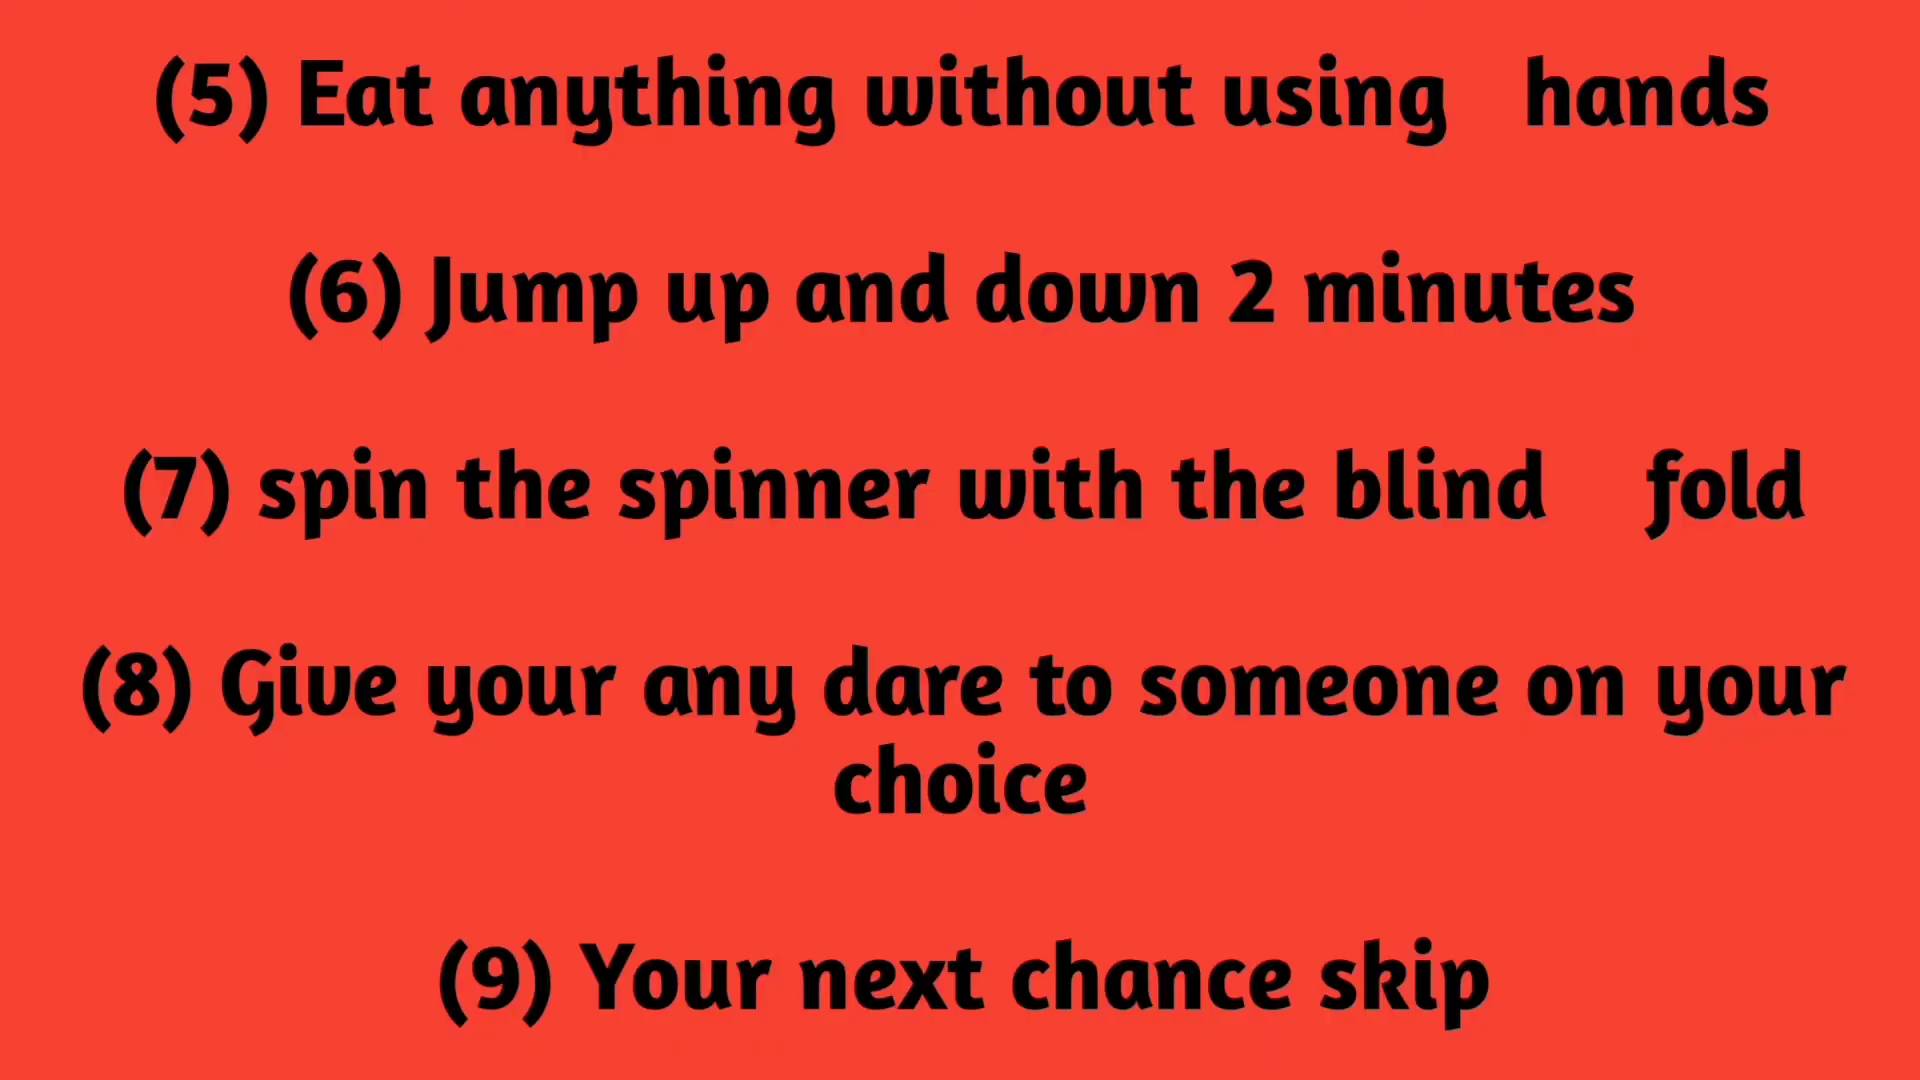 (5) Eat anything without using hands
(6) Jump up and down 2 minutes
(7) spin the spinner with the blind fold
(8) Give your any dare to someone on your
choice
(9) Your next chance skip